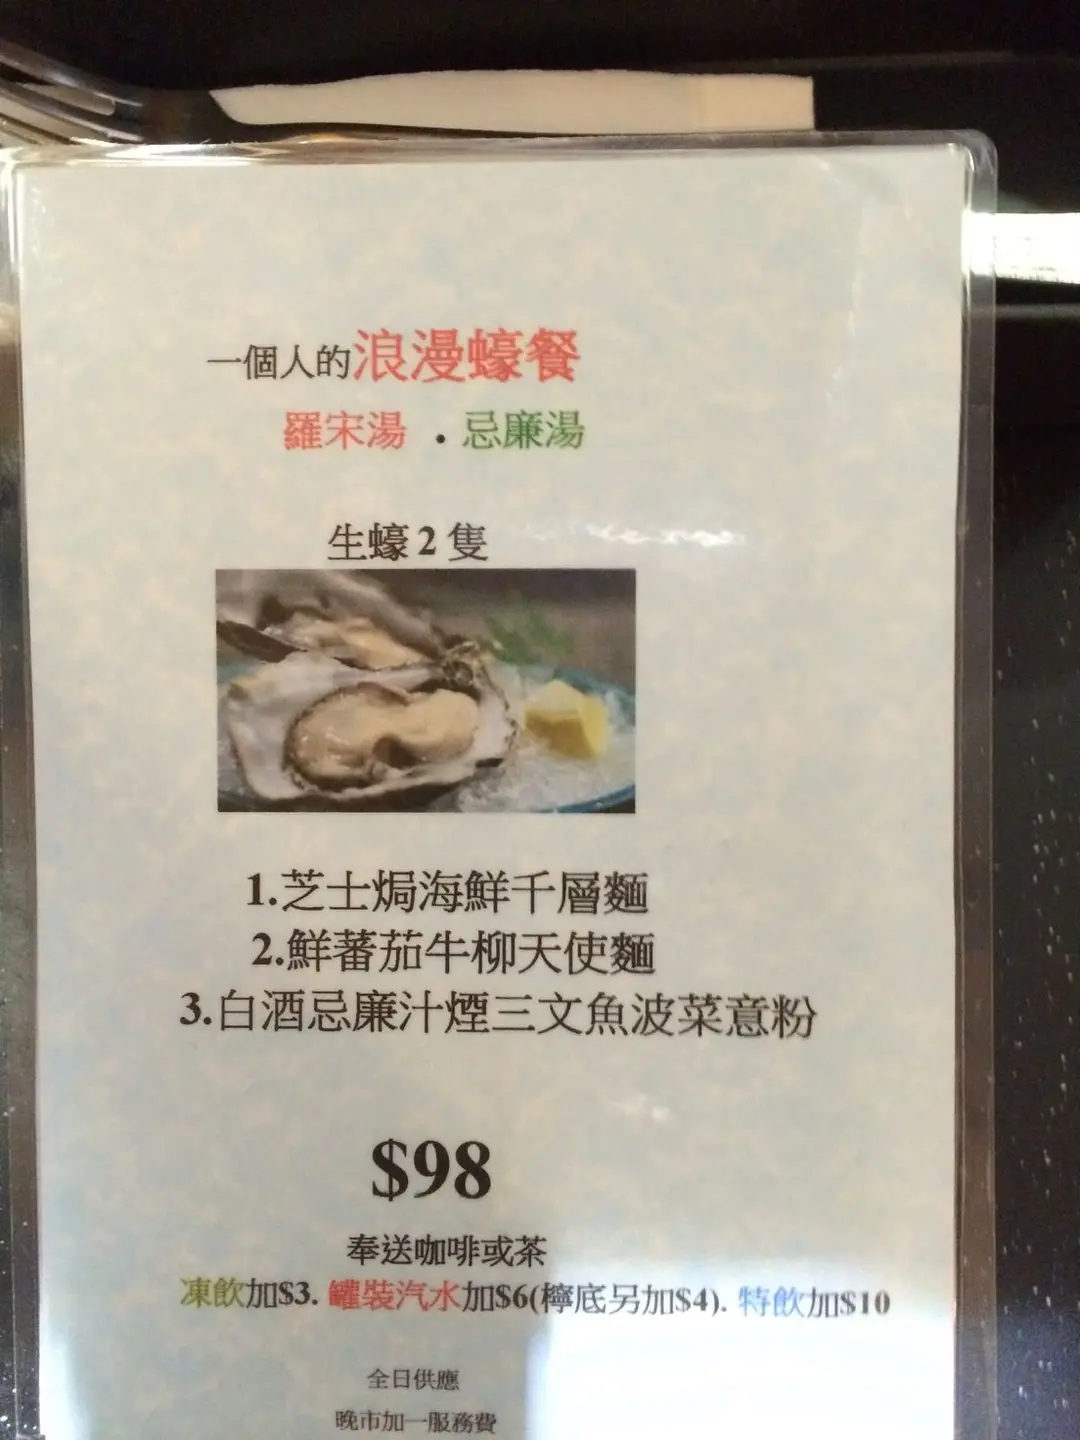 一個人的浪漫蠔餐
羅宋湯 . 忌廉湯
生蠔2隻
1.芝士焗海鮮千層麵
2.鮮蕃茄牛柳天使麵
3.白酒忌廉汁煙三文魚波菜意粉
$98
奉送咖啡或茶
凍飲加$3. 罐裝汽水加$6(檸底另加$4). 特飲加$10
全日供應
晚市加一服務費